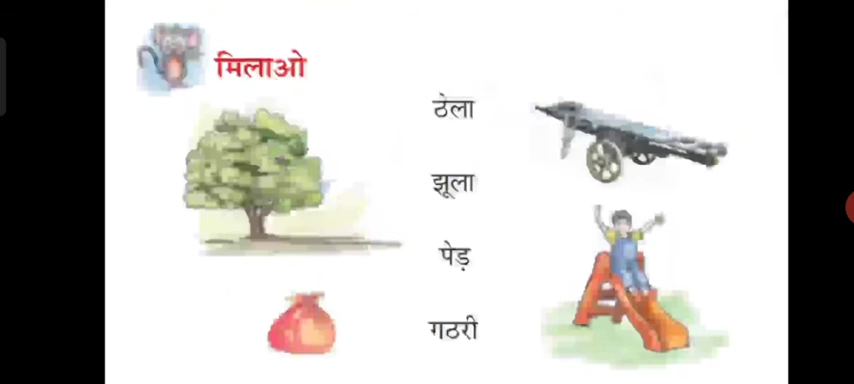 मिलाओ
ठेला
झूला
पेड़
गठरी